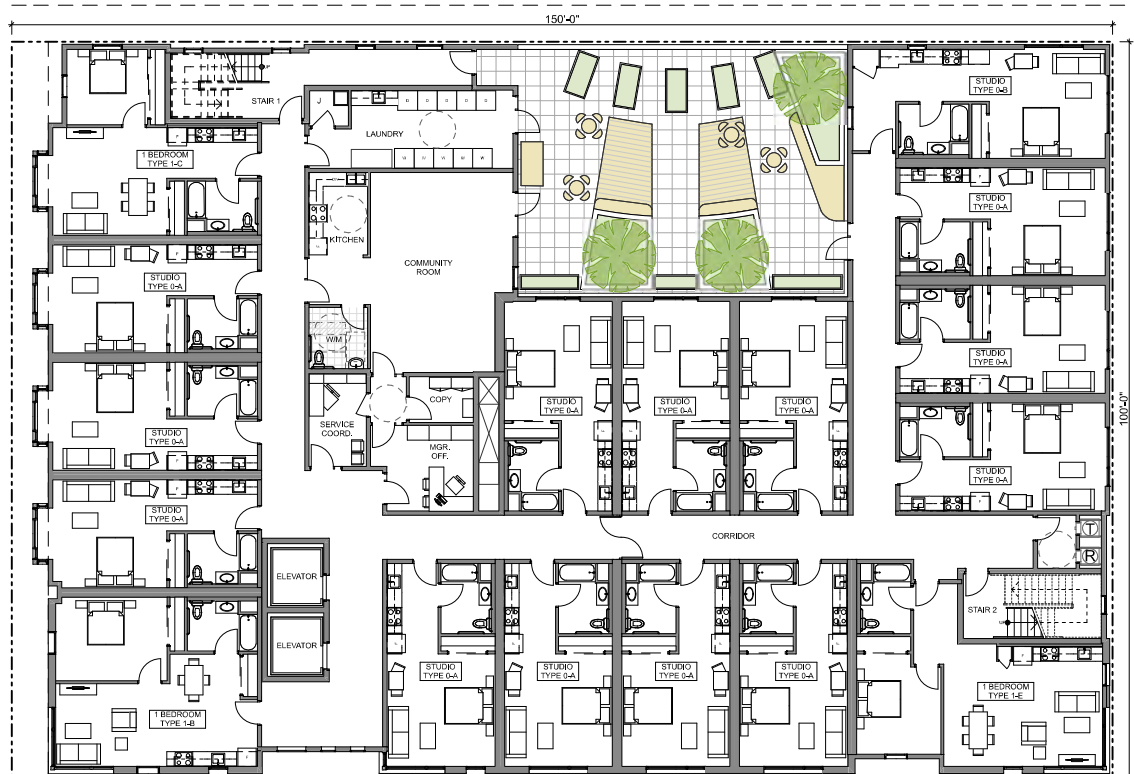 150'-0"
UP
STAIR 1
J
D D D D D
LAUNDRY
W W W W W
1 BEDROOM
TYPE 1-C
STUDIO
TYPE 0-B
STUDIO
TYPE 0-A
KITCHEN
COMMUNITY
ROOM
STUDIO
TYPE 0-A
W/M
STUDIO
TYPE 0-A
COPY
SERVICE
COORD.
MGR.
OFF.
STUDIO
TYPE 0-A
STUDIO
TYPE 0-A
STUDIO
TYPE 0-A
100'-0"
STUDIO
TYPE 0-A
STUDIO
TYPE 0-A
STUDIO
TYPE 0-A
CORRIDOR
T
R
ELEVATOR
ELEVATOR
STAIR 2
UP
STUDIO
TYPE 0-A
STUDIO
TYPE 0-A
STUDIO
TYPE 0-A
STUDIO
TYPE 0-A
1 BEDROOM
TYPE 1-B
1 BEDROOM
TYPE 1-E